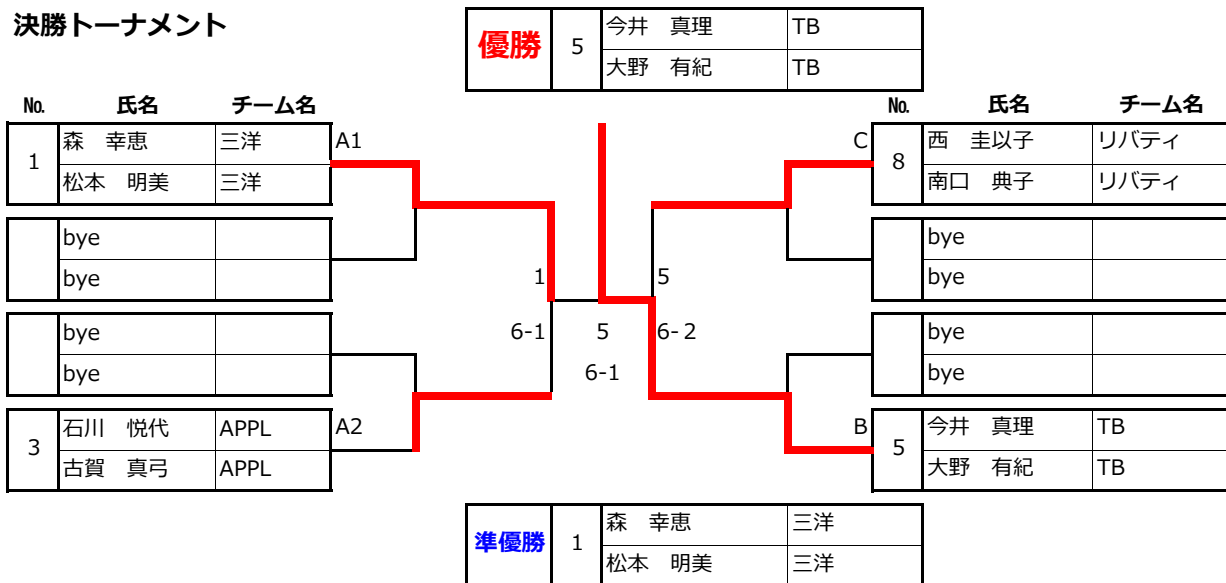 決勝トーナメント
優勝 5 今井　真理 TB
大野　有紀 TB
No. 氏名 チーム名
1 森　幸恵 三洋 A1
松本　明美 三洋
bye
bye
bye
bye
3 石川　悦代 APPL A2
古賀　真弓 APPL
1
6-1
5
6-1
5
6-2
No. 氏名 チーム名
C 8 西　圭以子 リバティ
南口　典子 リバティ
bye
bye
bye
bye
B 5 今井　真理 TB
大野　有紀 TB
準優勝 1 森　幸恵 三洋
松本　明美 三洋